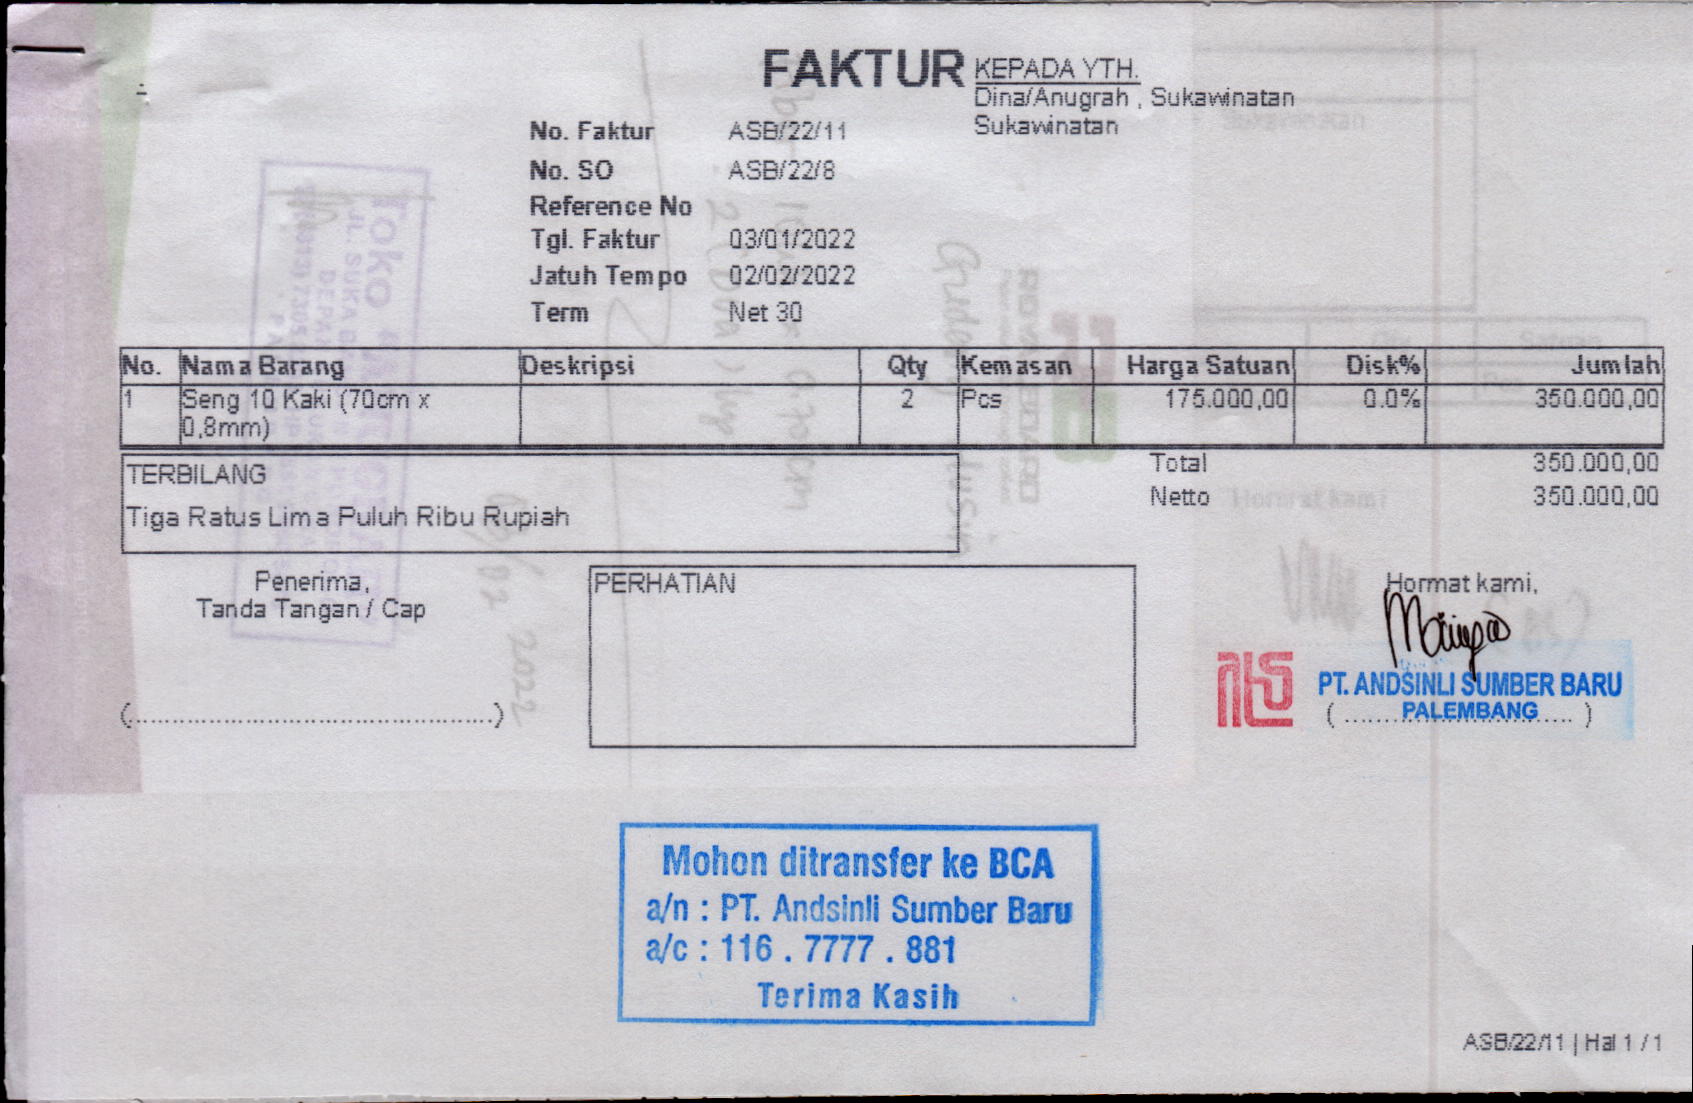 FAKTUR
KEPADA YTH.
Dina/Anugrah , Sukawinatan
Sukawinatan
No. Faktur ASB/22/11
No. SO ASB/22/8
Reference No
Tgl. Faktur 03/01/2022
Jatuh Tempo 02/02/2022
Term Net 30
No. Nama Barang Deskripsi Qty Kemasan Harga Satuan Disk% Jumlah
1 Seng 10 Kaki (70cm x 2 Pcs 175.000,00 0.0% 350.000,00
0,8mm)
TERBILANG
Tiga Ratus Lima Puluh Ribu Rupiah
Total 350.000,00
Netto 350.000,00
Penerima,
Tanda Tangan / Cap
(................................................)
PERHATIAN
Hormat kami,
PT. ANDSINLI SUMBER BARU
PALEMBANG
Mohon ditransfer ke BCA
a/n : PT. Andsinli Sumber Baru
a/c : 116 . 7777 . 881
Terima Kasih
ASB/22/11 | Hal 1 / 1